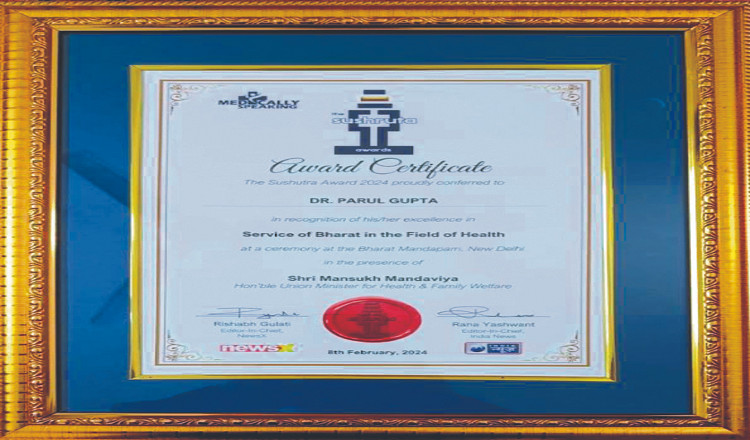 MEDICALLY
SPEAKING
the
sushruta
awards
Award Certificate
The Sushutra Award 2024 proudly conferred to
DR. PARUL GUPTA
in recognition of his/her excellence in
Service of Bharat in the Field of Health
at a ceremony at the Bharat Mandapam, New Delhi
in the presence of
Shri Mansukh Mandaviya
Hon'ble Union Minister for Health & Family Welfare
Rishabh Gulati
Editor-In-Chief,
NewsX
newsX
Rana Yashwant
Editor-In-Chief,
India News
8th February, 2024